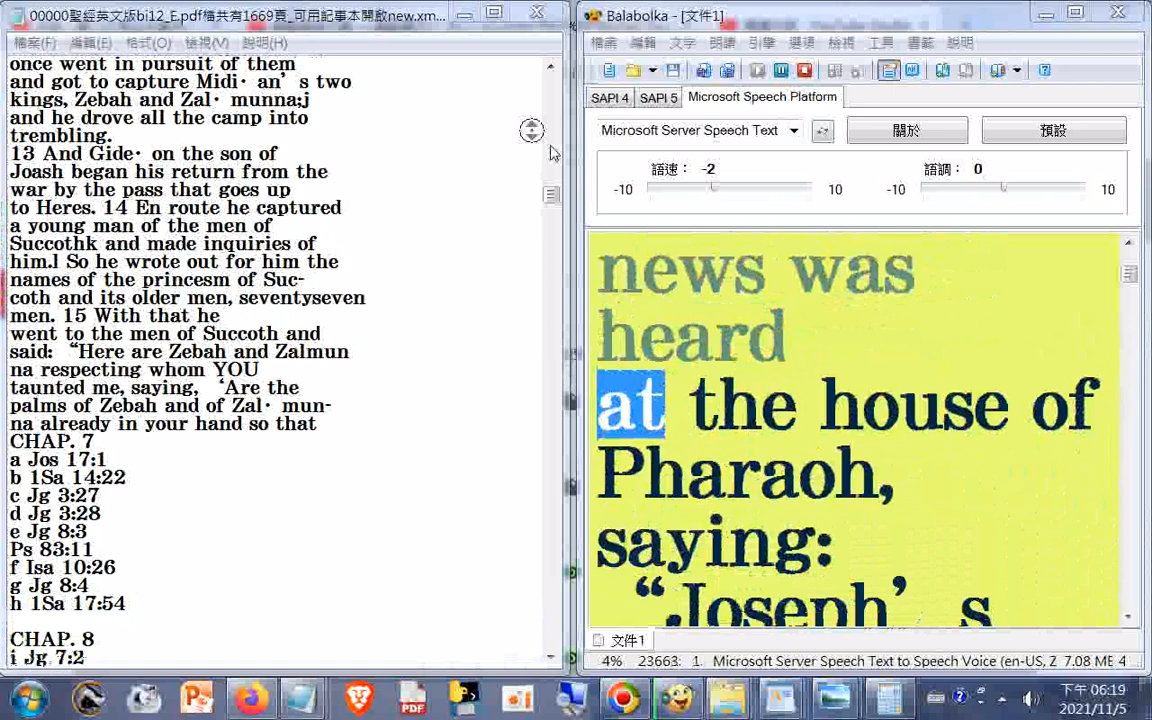 00000聖經英文版bi12_E.pdf檔共有1669頁_可用記事本開啟new.xm...
檔案(F) 編輯(E) 格式(O) 檢視(V) 說明(H)
once went in pursuit of them
and got to capture Midi· an’s two
kings, Zebah and Zal· munna;j
and he drove all the camp into
trembling.
13 And Gide· on the son of
Joash began his return from the
war by the pass that goes up
to Heres. 14 En route he captured
a young man of the men of
Succothk and made inquiries of
him.l So he wrote out for him the
names of the princesm of Suc-
coth and its older men, seventyseven
men. 15 With that he
went to the men of Succoth and
said: “Here are Zebah and Zalmun
na respecting whom YOU
taunted me, saying, ‘Are the
palms of Zebah and of Zal· mun-
na already in your hand so that
CHAP. 7
a Jos 17:1
b 1Sa 14:22
c Jg 3:27
d Jg 3:28
e Jg 8:3
Ps 83:11
f Isa 10:26
g Jg 8:4
h 1Sa 17:54
CHAP. 8
i Jg 7:2
Balabolka - [文件1]
檔案 編輯 文字 朗讀 引擎 選項 檢視 工具 書籤 說明
SAPI 4 SAPI 5 Microsoft Speech Platform
Microsoft Server Speech Text 關於 預設
語速： -2 語調： 0
-10 10 -10 10
news was
heard
at the house of
Pharaoh,
saying:
“Joseph’s
文件1
4% 23663: 1. Microsoft Server Speech Text to Speech Voice (en-US, Z 7.08 ME 4
PDF
下午 06:19
2021/11/5